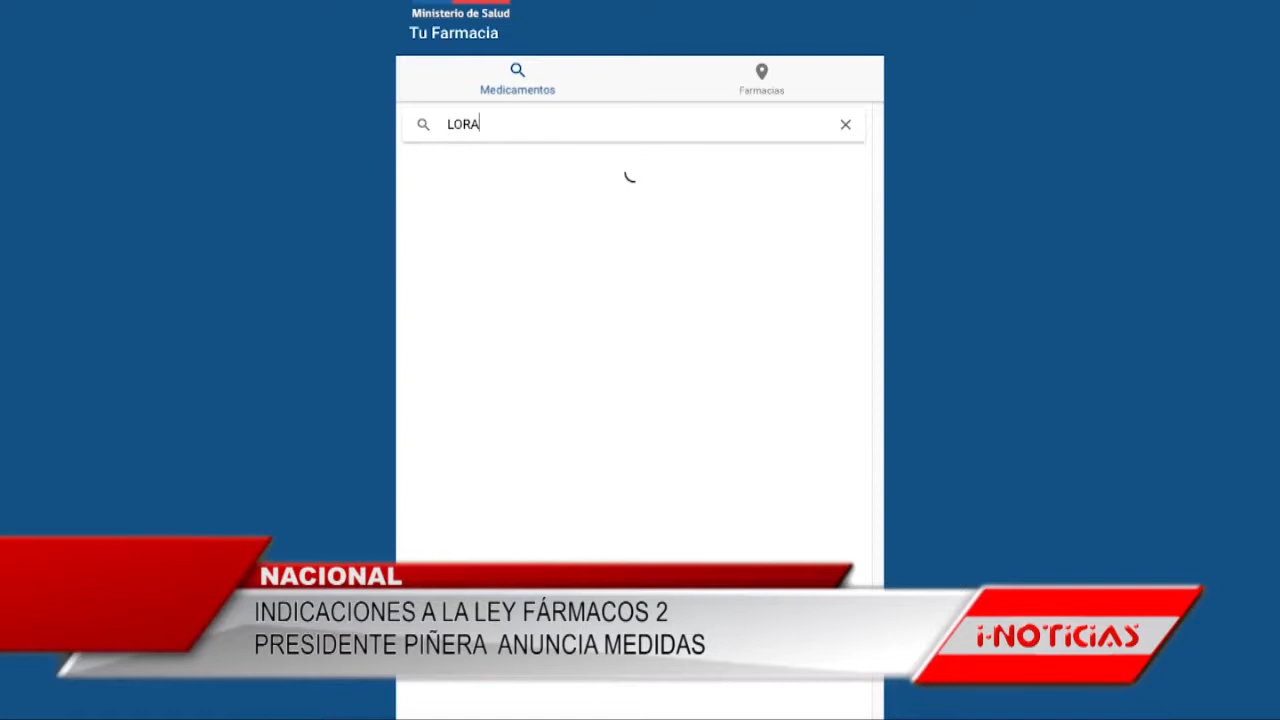 Ministerio de Salud
Tu Farmacia
Medicamentos
Farmacias
LORA
NACIONAL
INDICACIONES A LA LEY FÁRMACOS 2
PRESIDENTE PIÑERA ANUNCIA MEDIDAS
i-NOTICIAS